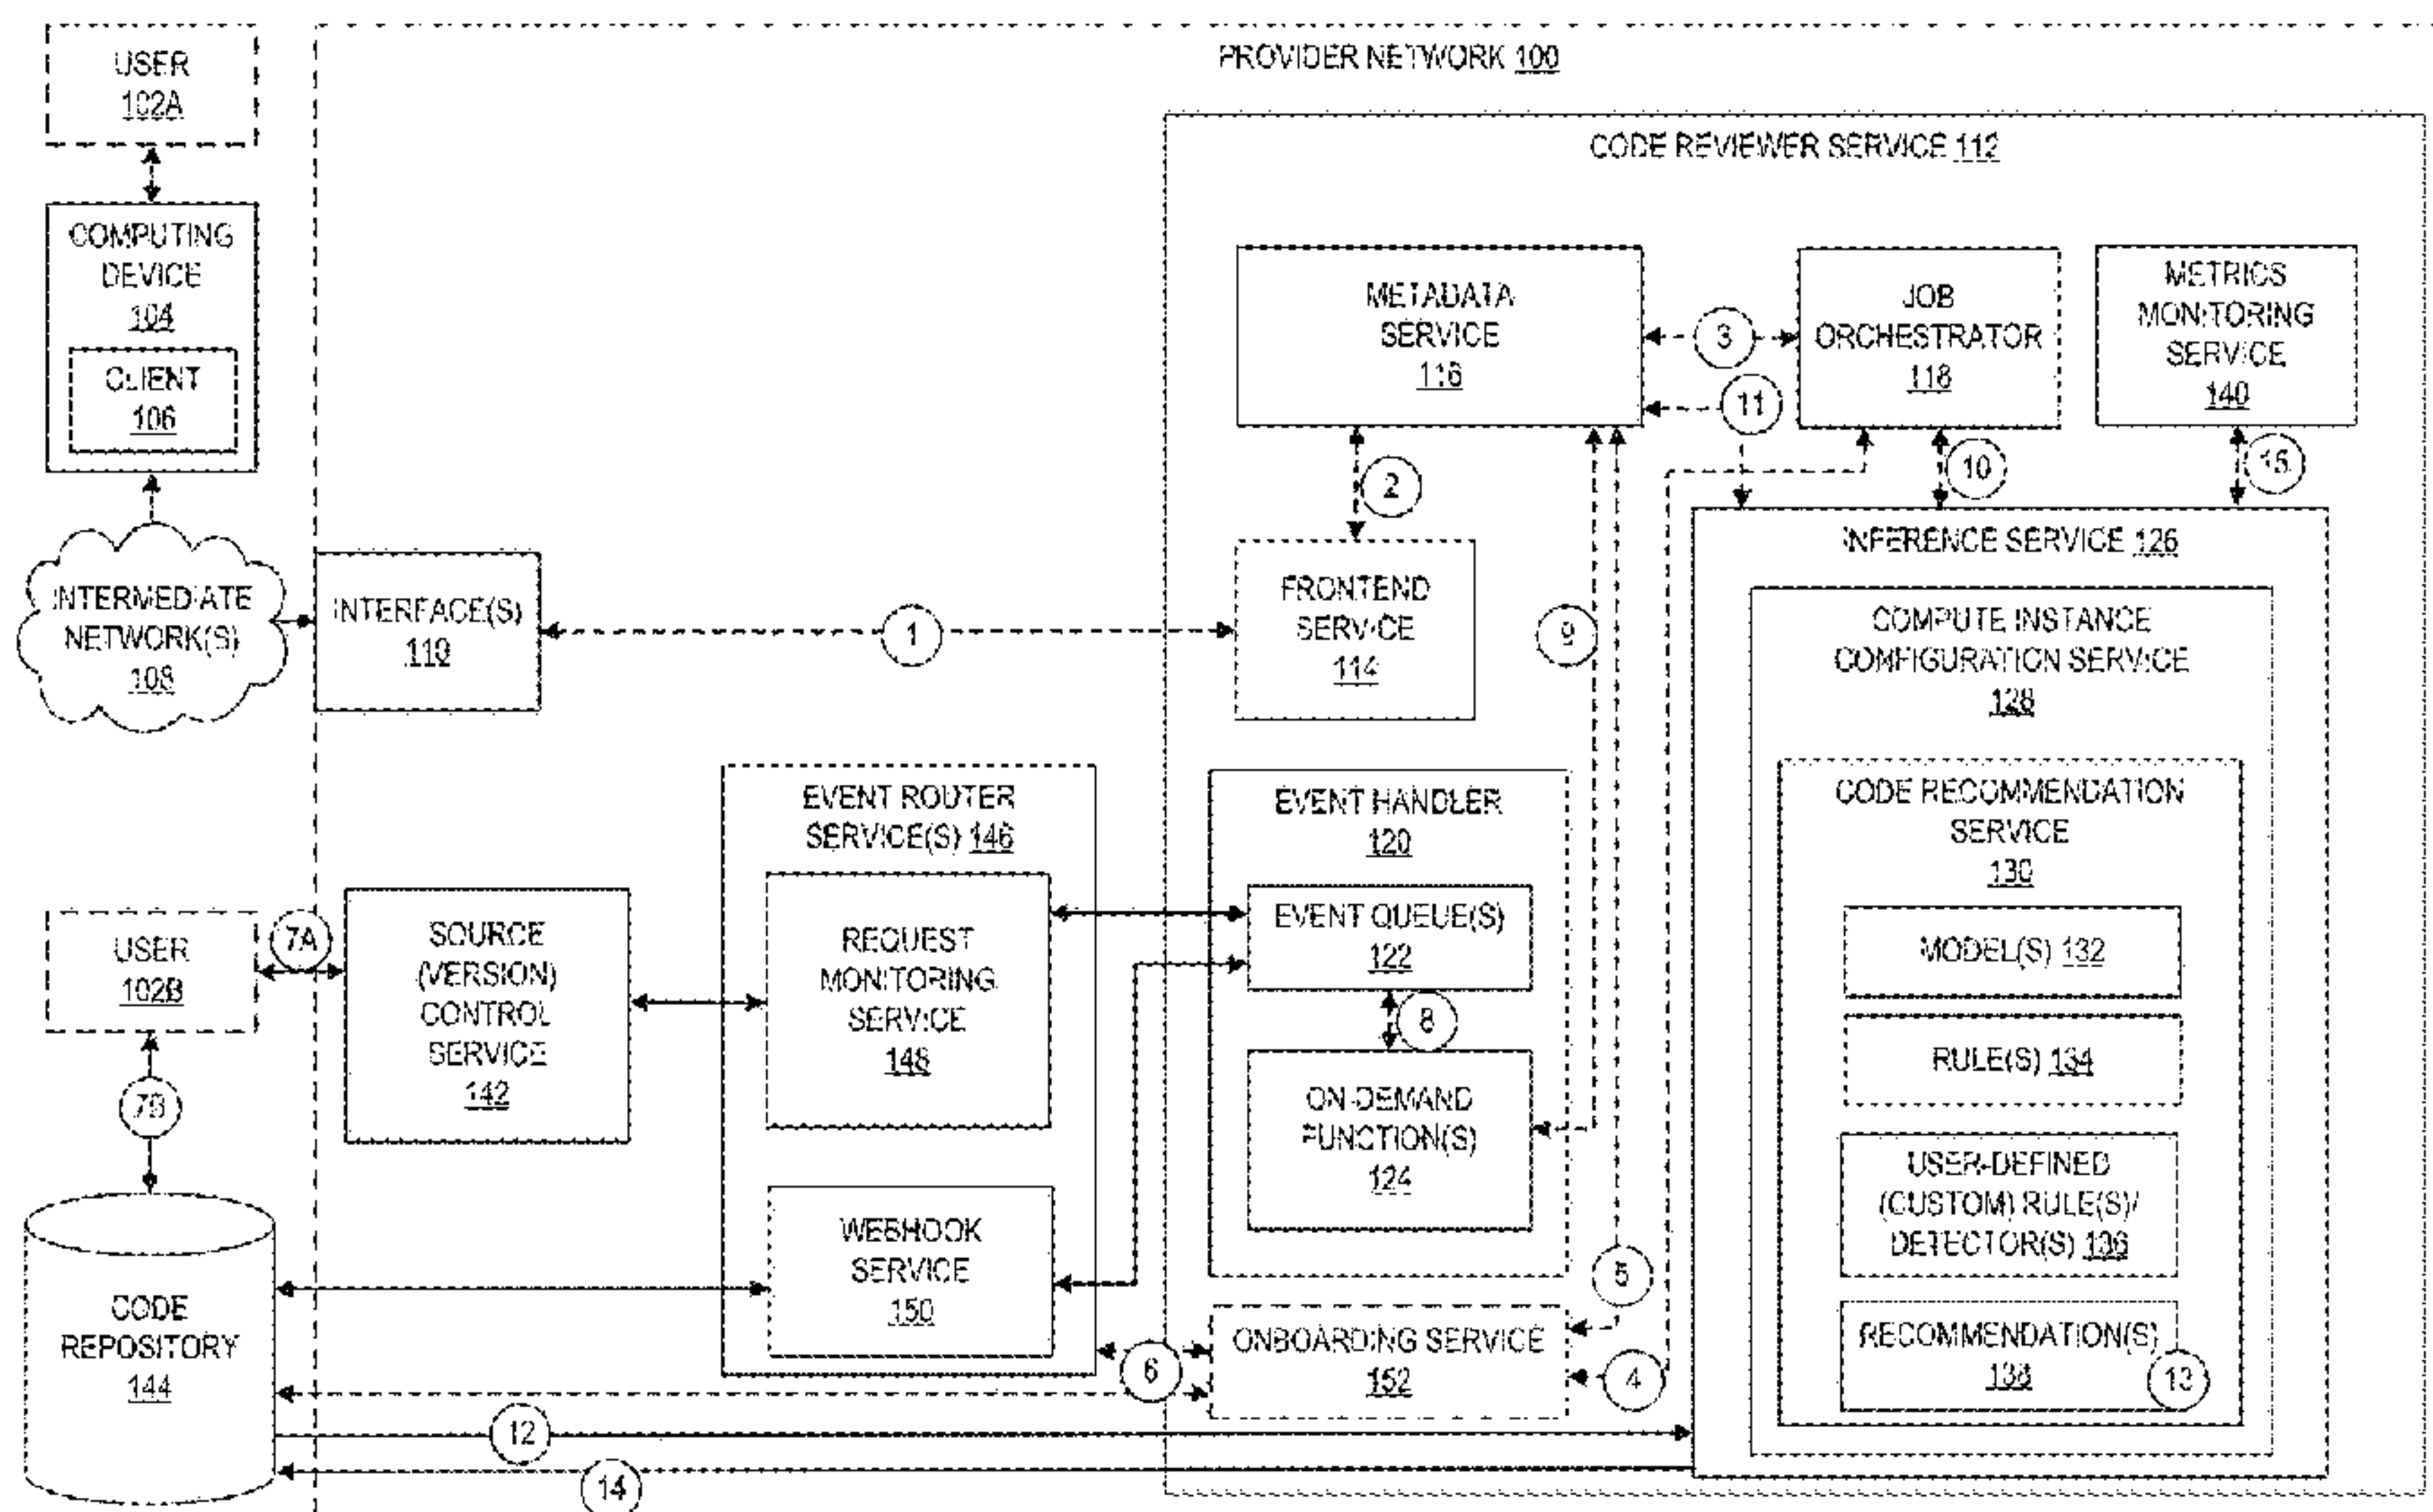 PROVIDER NETWORK 100
USER
102A
COMPUTING
DEVICE
104
CLIENT
106
INTERMEDIATE
NETWORK(S)
108
INTERFACE(S)
110
1
CODE REVIEWER SERVICE 112
METADATA
SERVICE
116
3
11
JOB
ORCHESTRATOR
118
METRICS
MONITORING
SERVICE
140
2
10
15
FRONTEND
SERVICE
114
9
INFERENCE SERVICE 126
COMPUTE INSTANCE
CONFIGURATION SERVICE
128
CODE RECOMMENDATION
SERVICE
130
MODEL(S) 132
RULE(S) 134
USER-DEFINED
(CUSTOM) RULE(S)/
DETECTOR(S) 136
RECOMMENDATION(S)
138
13
USER
102B
7A
7B
SOURCE
(VERSION)
CONTROL
SERVICE
142
EVENT ROUTER
SERVICE(S) 146
REQUEST
MONITORING
SERVICE
148
WEBHOOK
SERVICE
150
EVENT HANDLER
120
EVENT QUEUE(S)
122
8
ON-DEMAND
FUNCTION(S)
124
5
ONBOARDING SERVICE
152
6
4
CODE
REPOSITORY
144
12
14